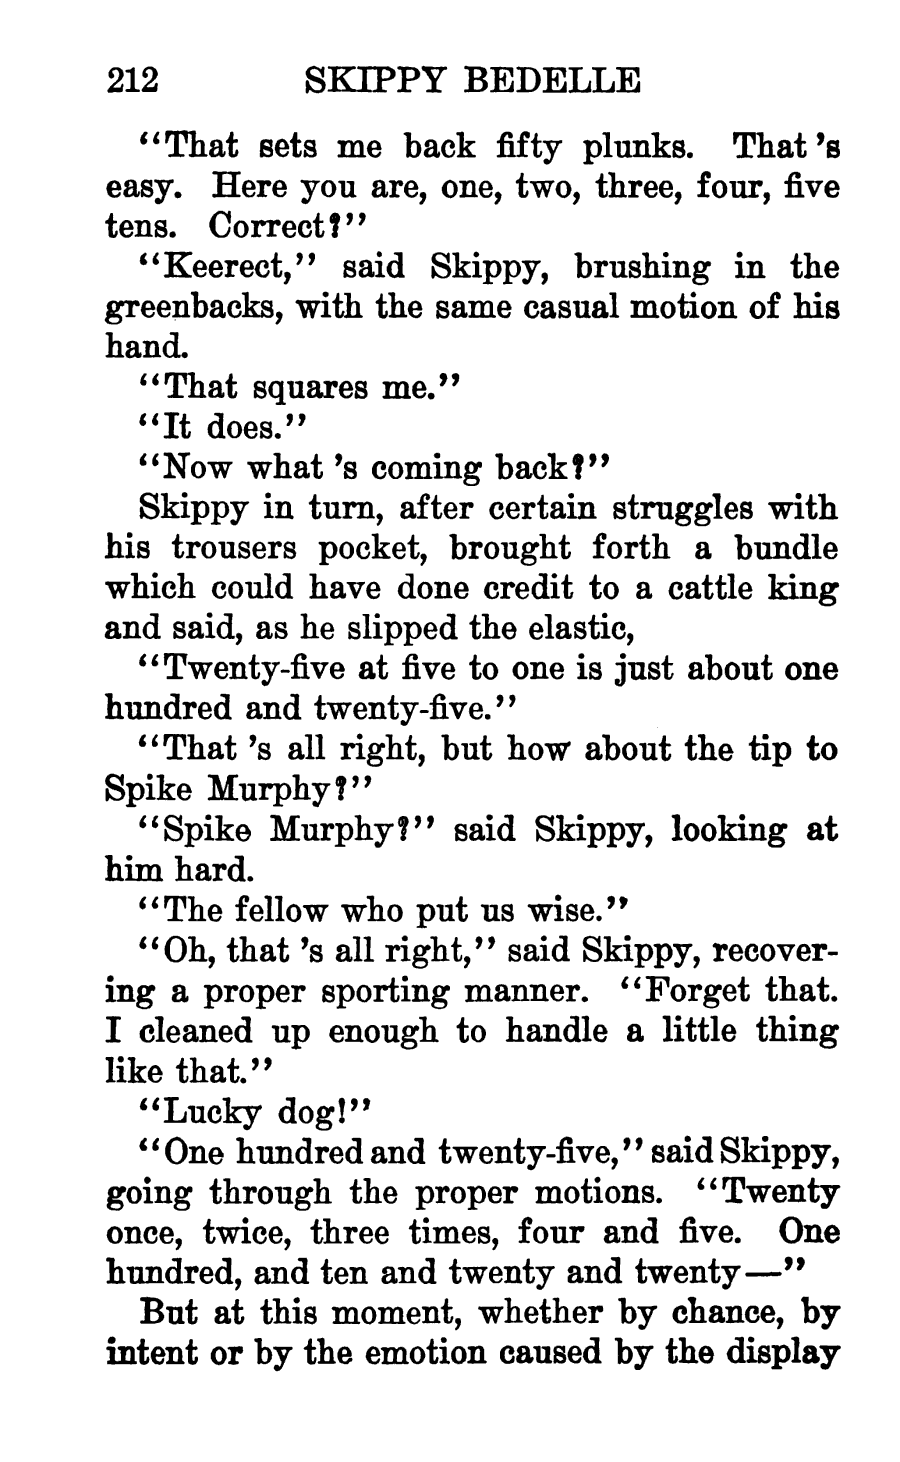 212 SKIPPY BEDELLE
“That sets me back fifty plunks. That ’s
easy. Here you are, one, two, three, four, five
tens. Correct?”
“Keerect,” said Skippy, brushing in the
greenbacks, with the same casual motion of his
hand.
“That squares me.”
“It does.”
“Now what ’s coming back?”
Skippy in turn, after certain struggles with
his trousers pocket, brought forth a bundle
which could have done credit to a cattle king
and said, as he slipped the elastic,
“Twenty-five at five to one is just about one
hundred and twenty-five.”
“That ’s all right, but how about the tip to
Spike Murphy?”
“Spike Murphy?” said Skippy, looking at
him hard.
“The fellow who put us wise.”
“Oh, that ’s all right,” said Skippy, recover-
ing a proper sporting manner. “Forget that.
I cleaned up enough to handle a little thing
like that.”
“Lucky dog!”
“One hundred and twenty-five,” said Skippy,
going through the proper motions. “Twenty
once, twice, three times, four and five. One
hundred, and ten and twenty and twenty—”
But at this moment, whether by chance, by
intent or by the emotion caused by the display